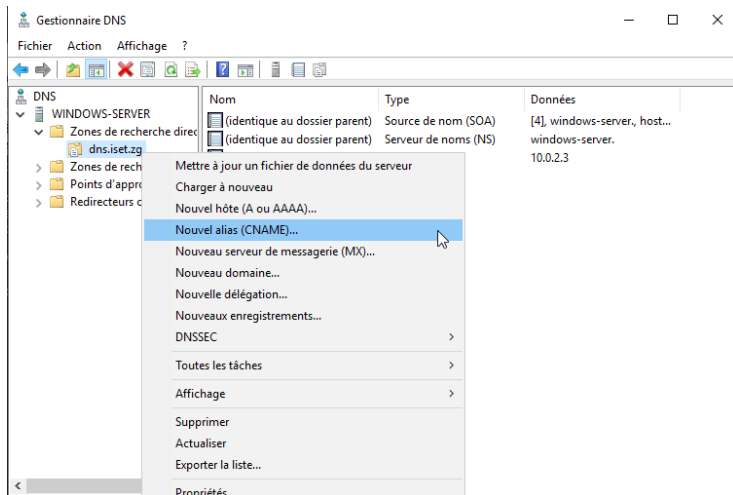 Gestionnaire DNS
Fichier Action Affichage ?
DNS
WINDOWS-SERVER
Zones de recherche direc
dns.iset.zg
Zones de rech
Points d'appro
Redirecteurs c
Nom Type Données
(identique au dossier parent) Source de nom (SOA) [4], windows-server., host...
(identique au dossier parent) Serveur de noms (NS) windows-server.
10.0.2.3
Mettre à jour un fichier de données du serveur
Charger à nouveau
Nouvel hôte (A ou AAAA)...
Nouvel alias (CNAME)...
Nouveau serveur de messagerie (MX)...
Nouveau domaine...
Nouvelle délégation...
Nouveaux enregistrements...
DNSSEC
Toutes les tâches
Affichage
Supprimer
Actualiser
Exporter la liste...
Propriétés